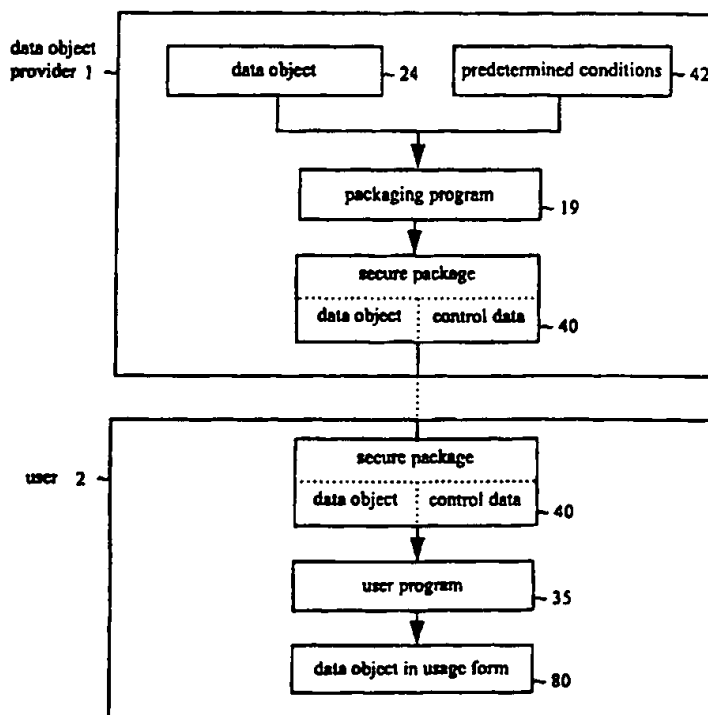 data object
provider 1
data object
24
predetermined conditions
42
packaging program
19
secure package
data object
control data
40
user 2
secure package
data object
control data
40
user program
35
data object in usage form
80